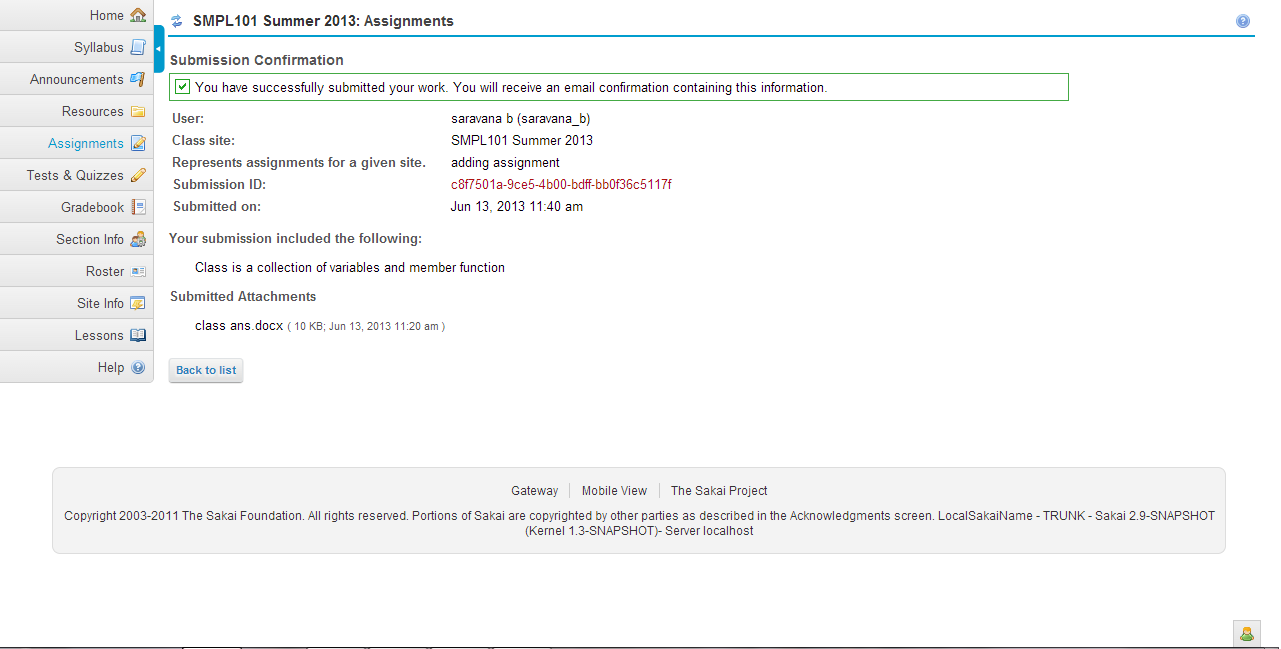 Home
Syllabus
Announcements
Resources
Assignments
Tests & Quizzes
Gradebook
Section Info
Roster
Site Info
Lessons
Help
SMPL101 Summer 2013: Assignments
Submission Confirmation
You have successfully submitted your work. You will receive an email confirmation containing this information.
User: saravana b (saravana_b)
Class site: SMPL101 Summer 2013
Represents assignments for a given site. adding assignment
Submission ID: c8f7501a-9ce5-4b00-bdff-bb0f36c5117f
Submitted on: Jun 13, 2013 11:40 am
Your submission included the following:
Class is a collection of variables and member function
Submitted Attachments
class ans.docx ( 10 KB; Jun 13, 2013 11:20 am )
Back to list
Gateway Mobile View The Sakai Project
Copyright 2003-2011 The Sakai Foundation. All rights reserved. Portions of Sakai are copyrighted by other parties as described in the Acknowledgments screen. LocalSakaiName - TRUNK - Sakai 2.9-SNAPSHOT
(Kernel 1.3-SNAPSHOT)- Server localhost